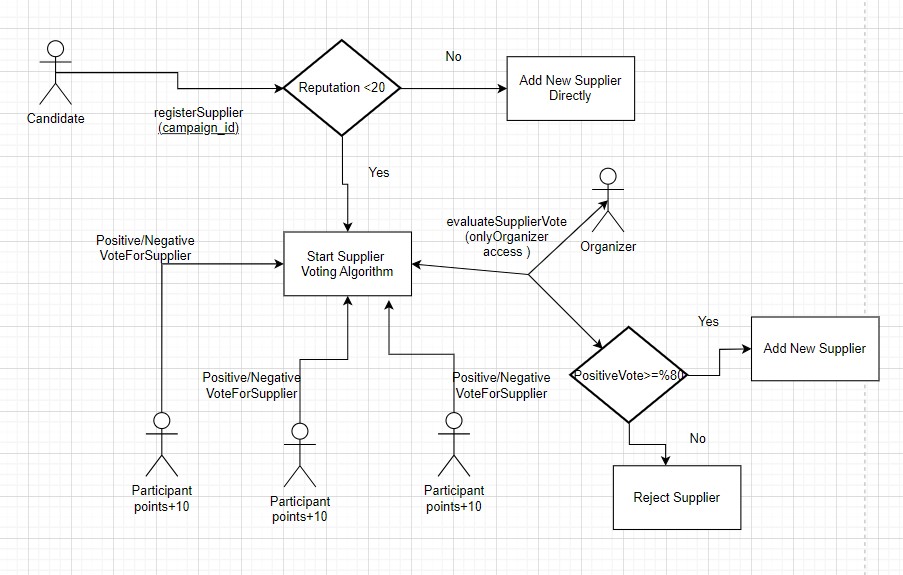 No
Reputation <20
Add New Supplier
Directly
Candidate
registerSupplier
(campaign_id)
Yes
evaluateSupplierVote
(onlyOrganizer
access )
Organizer
Positive/Negative
VoteForSupplier
Start Supplier
Voting Algorithm
Yes
Add New Supplier
PositiveVote>=%80
Positive/Negative
VoteForSupplier
Positive/Negative
VoteForSupplier
No
Reject Supplier
Participant
points+10
Participant
points+10
Participant
points+10